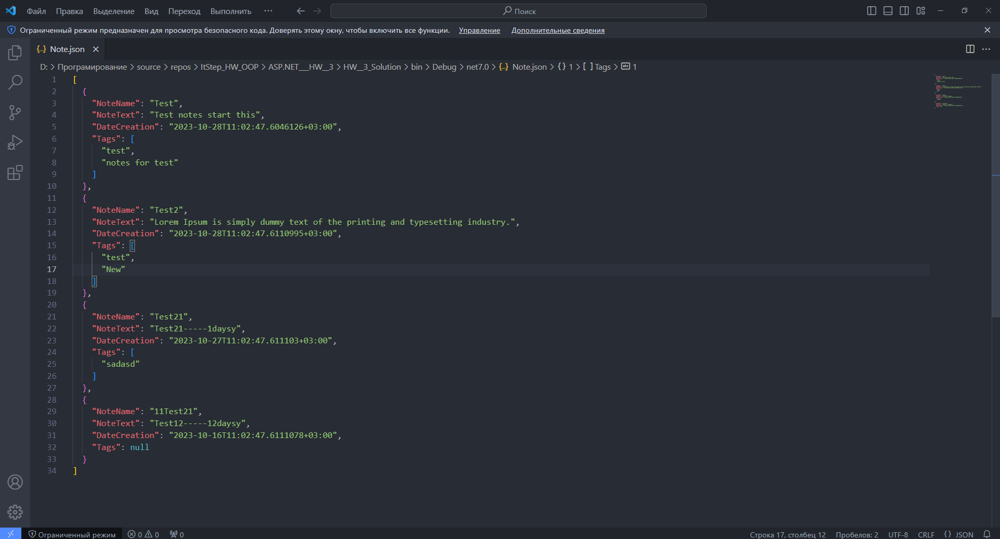 Файл Правка Выделение Вид Переход Выполнить ··· Поиск
Ограниченный режим предназначен для просмотра безопасного кода. Доверять этому окну, чтобы включить все функции. Управление Дополнительные сведения
{..} Note.json
D: > Програмирование > source > repos > ItStep_HW_OOP > ASP.NET___HW__3 > HW__3_Solution > bin > Debug > net7.0 > {..} Note.json > {} 1 > [ ] Tags > abc 1
1 [
2 {
3 "NoteName": "Test",
4 "NoteText": "Test notes start this",
5 "DateCreation": "2023-10-28T11:02:47.6046126+03:00",
6 "Tags": [
7 "test",
8 "notes for test"
9 ]
10 },
11 {
12 "NoteName": "Test2",
13 "NoteText": "Lorem Ipsum is simply dummy text of the printing and typesetting industry.",
14 "DateCreation": "2023-10-28T11:02:47.6110995+03:00",
15 "Tags": [
16 "test",
17 "New"
18 ]
19 },
20 {
21 "NoteName": "Test21",
22 "NoteText": "Test21-----1daysy",
23 "DateCreation": "2023-10-27T11:02:47.611103+03:00",
24 "Tags": [
25 "sadasd"
26 ]
27 },
28 {
29 "NoteName": "11Test21",
30 "NoteText": "Test12-----12daysy",
31 "DateCreation": "2023-10-16T11:02:47.6111078+03:00",
32 "Tags": null
33 }
34 ]
Ограниченный режим 0 0 0 Строка 17, столбец 12 Пробелов: 2 UTF-8 CRLF {} JSON